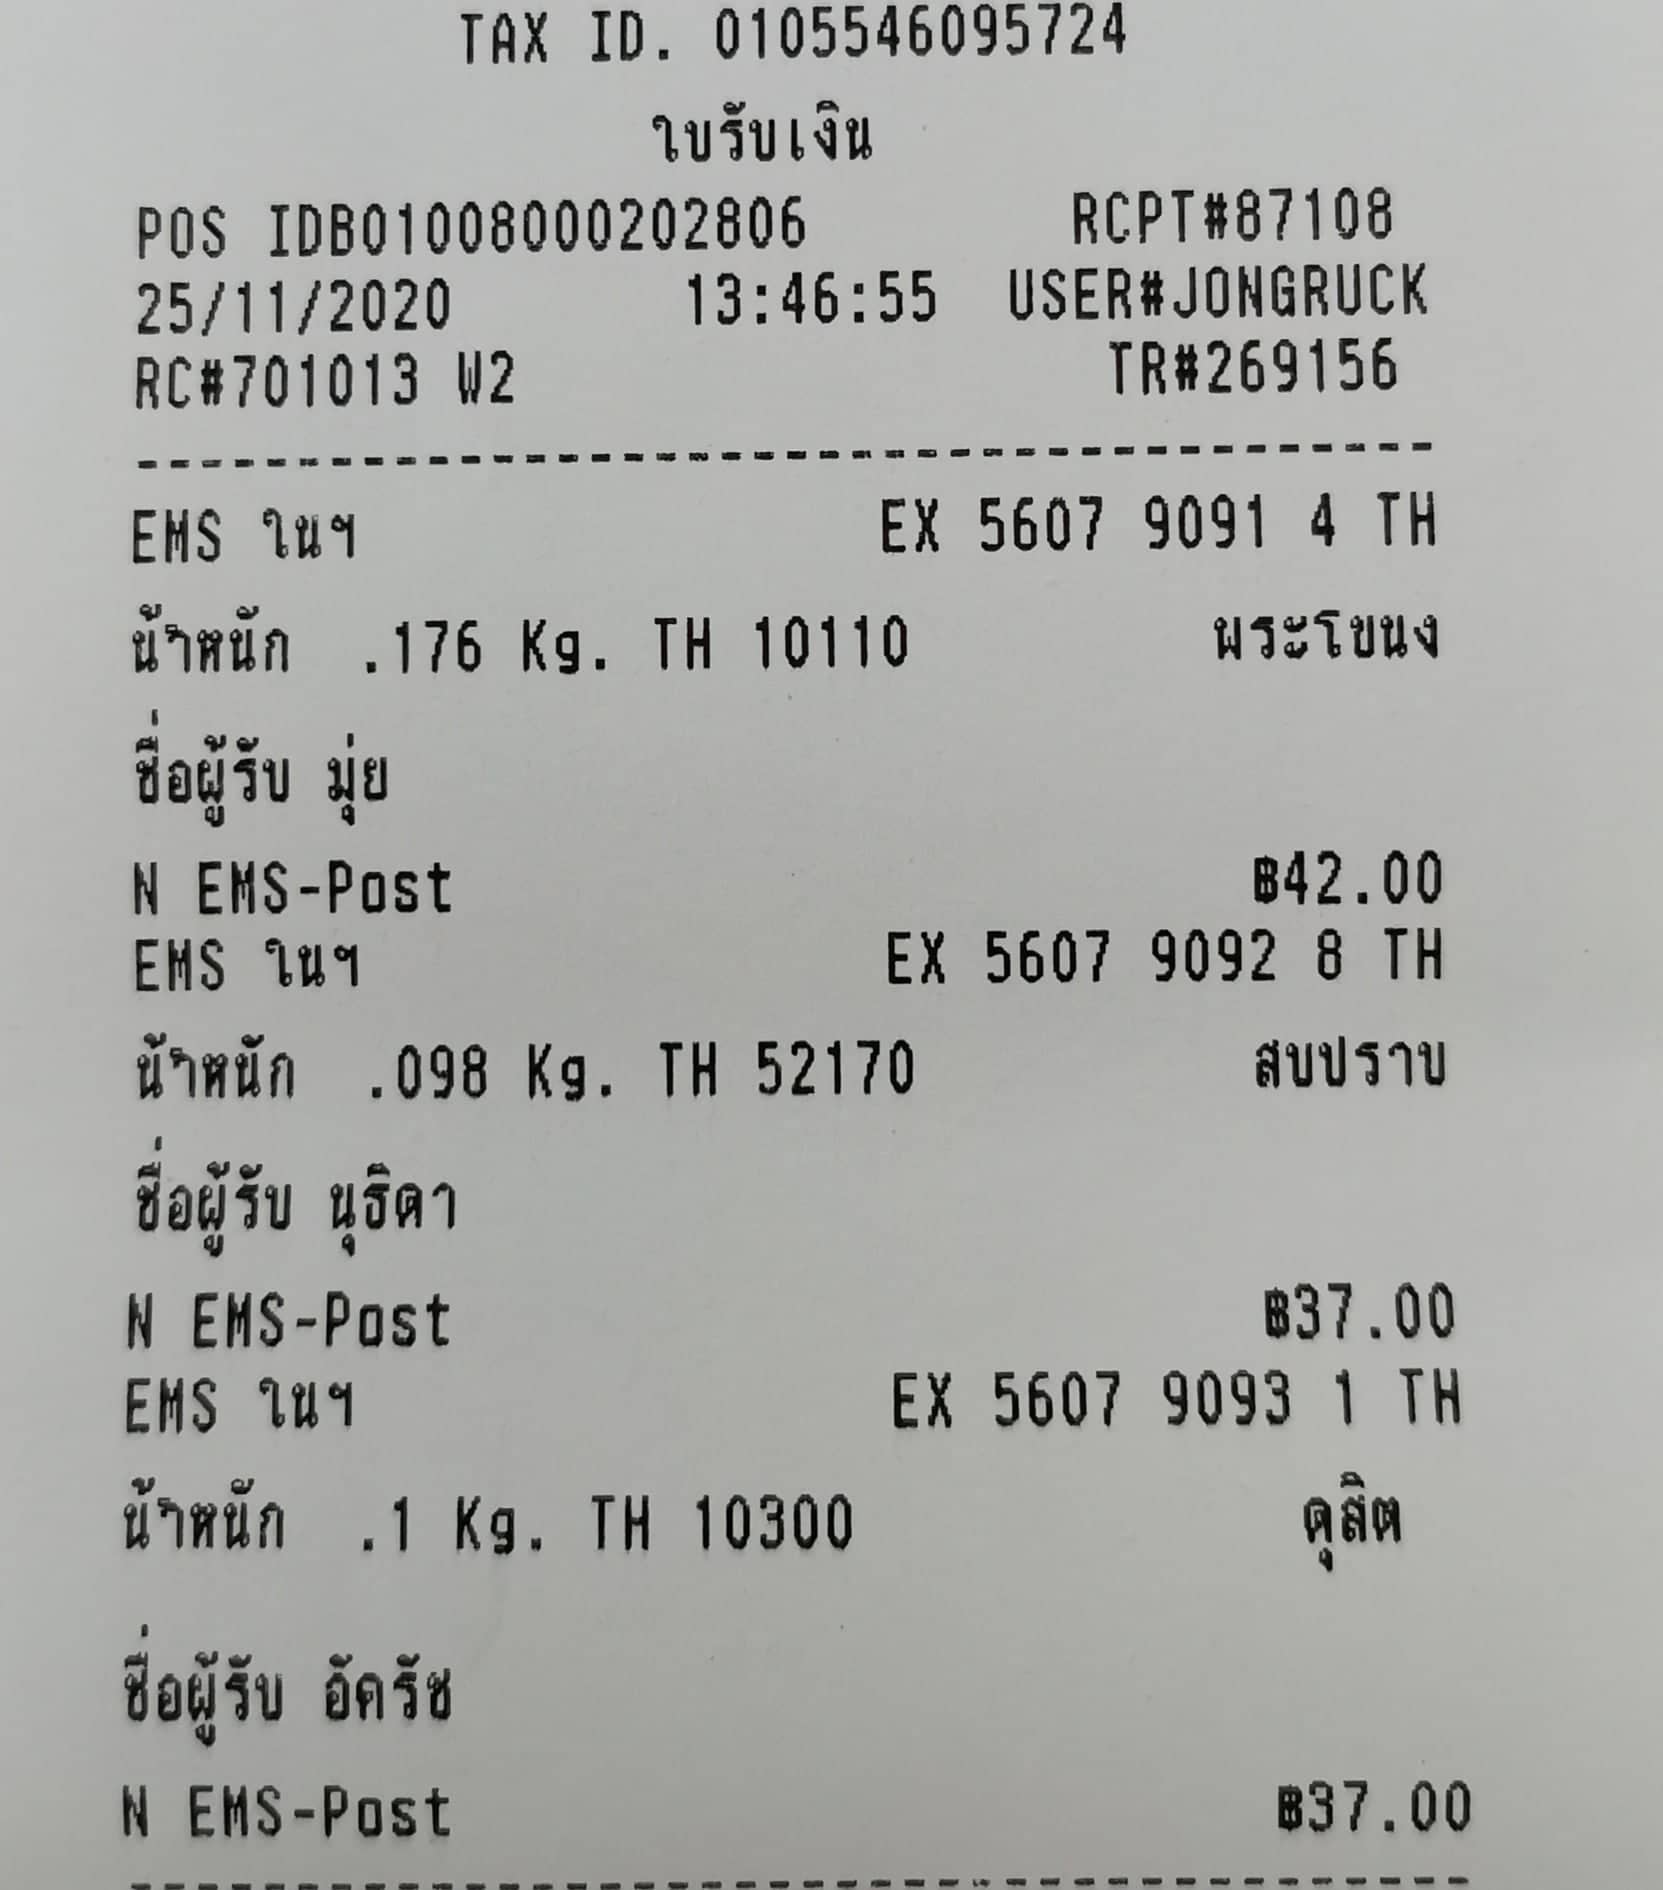 TAX ID. 0105546095724
ใบรับเงิน
POS IDB01008000202806 RCPT#87108
25/11/2020 13:46:55 USER#JONGRUCK
RC#701013 W2 TR#269156
--------------------------------
EMS ในฯ EX 5607 9091 4 TH
น้ำหนัก .176 Kg. TH 10110 พระโขนง
ชื่อผู้รับ มุ่ย
N EMS-Post ฿42.00
EMS ในฯ EX 5607 9092 8 TH
น้ำหนัก .098 Kg. TH 52170 สบปราบ
ชื่อผู้รับ นุธิดา
N EMS-Post ฿37.00
EMS ในฯ EX 5607 9093 1 TH
น้ำหนัก .1 Kg. TH 10300 ดุสิต
ชื่อผู้รับ อัครัช
N EMS-Post ฿37.00
--------------------------------